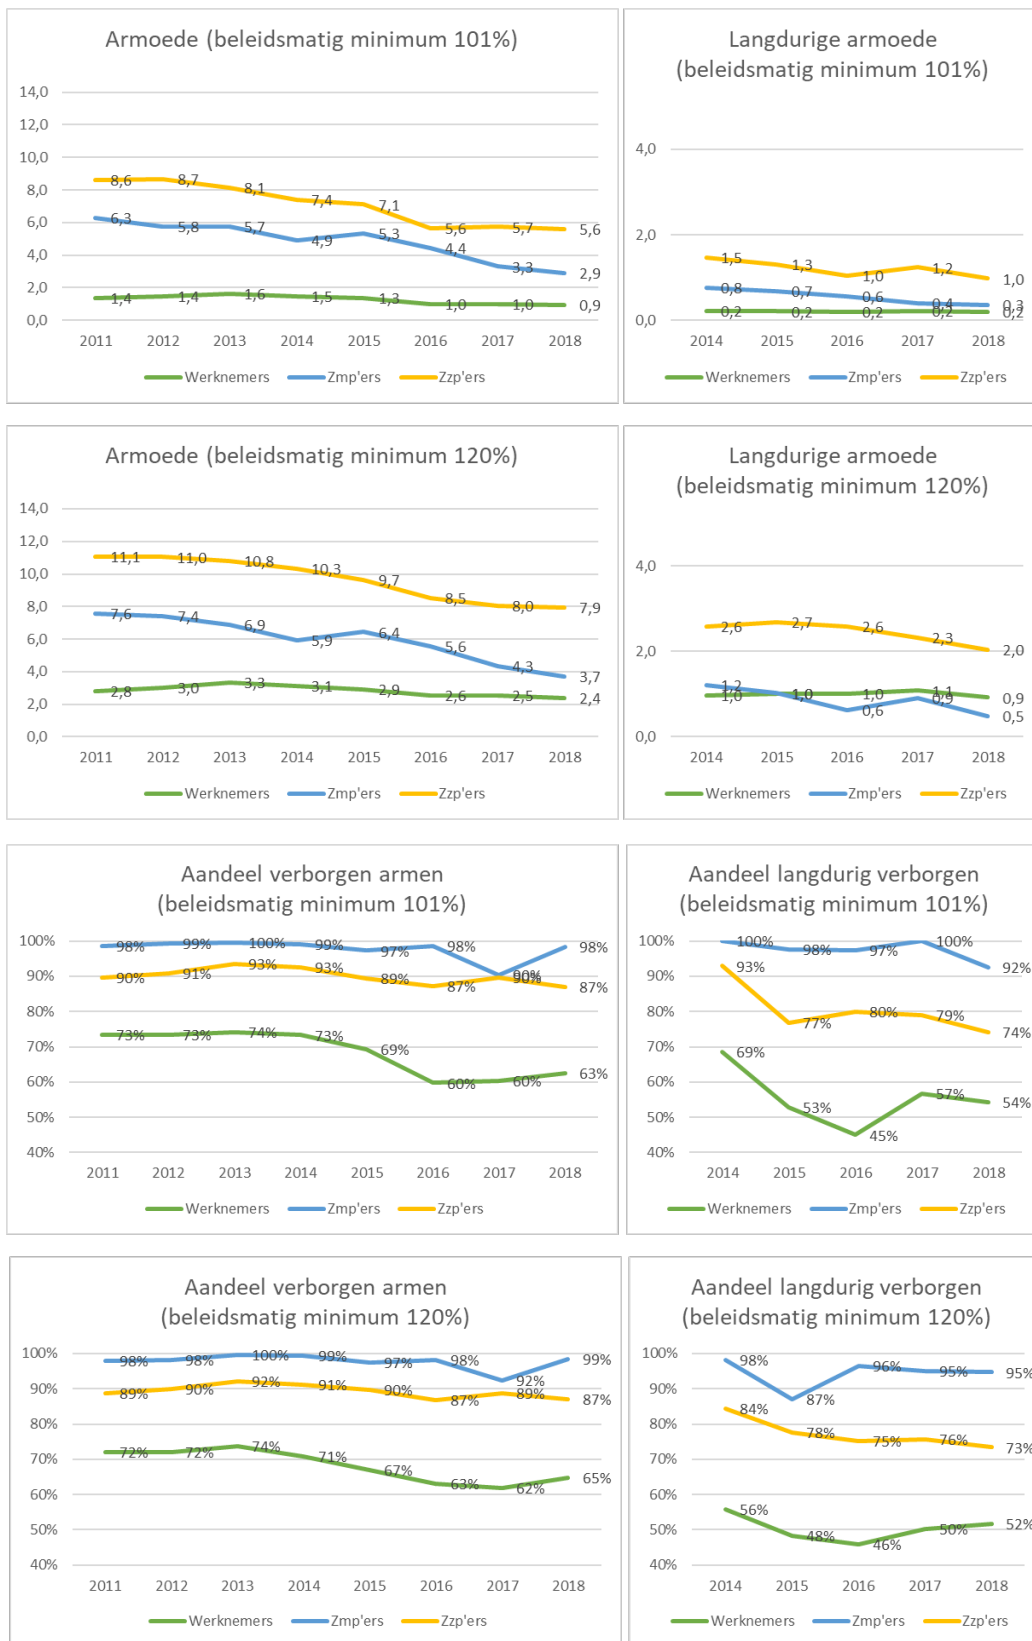 Armoede (beleidsmatig minimum 101%)
14,0
12,0
10,0
8,0
6,0
4,0
2,0
0,0
8,6 8,7 8,1 7,4 7,1 5,6 5,7 5,6
6,3 5,8 5,7 4,9 5,3 4,4 3,3 2,9
1,4 1,4 1,6 1,5 1,3 1,0 1,0 0,9
2011 2012 2013 2014 2015 2016 2017 2018
Werknemers Zmp'ers Zzp'ers
Langdurige armoede
(beleidsmatig minimum 101%)
4,0
2,0
0,0
1,5 1,3 1,0 1,2 1,0
0,8 0,7 0,6 0,4 0,3
0,2 0,2 0,2 0,2 0,2
2014 2015 2016 2017 2018
Werknemers Zmp'ers Zzp'ers
Armoede (beleidsmatig minimum 120%)
14,0
12,0
10,0
8,0
6,0
4,0
2,0
0,0
11,1 11,0 10,8 10,3 9,7 8,5 8,0 7,9
7,6 7,4 6,9 5,9 6,4 5,6 4,3 3,7
2,8 3,0 3,3 3,1 2,9 2,6 2,5 2,4
2011 2012 2013 2014 2015 2016 2017 2018
Werknemers Zmp'ers Zzp'ers
Langdurige armoede
(beleidsmatig minimum 120%)
4,0
2,0
0,0
2,6 2,7 2,6 2,3 2,0
1,2 1,0 0,6 0,9 0,5
1,0 1,0 1,0 1,1 0,9
2014 2015 2016 2017 2018
Werknemers Zmp'ers Zzp'ers
Aandeel verborgen armen
(beleidsmatig minimum 101%)
100%
90%
80%
70%
60%
50%
40%
98% 99% 100% 99% 97% 98% 90% 98%
90% 91% 93% 93% 89% 87% 90% 87%
73% 73% 74% 73% 69% 60% 60% 63%
2011 2012 2013 2014 2015 2016 2017 2018
Werknemers Zmp'ers Zzp'ers
Aandeel langdurig verborgen
(beleidsmatig minimum 101%)
100%
90%
80%
70%
60%
50%
40%
100% 98% 97% 100% 92%
93% 77% 80% 79% 74%
69% 53% 45% 57% 54%
2014 2015 2016 2017 2018
Werknemers Zmp'ers Zzp'ers
Aandeel verborgen armen
(beleidsmatig minimum 120%)
100%
90%
80%
70%
60%
50%
40%
98% 98% 100% 99% 97% 98% 92% 99%
89% 90% 92% 91% 90% 87% 89% 87%
72% 72% 74% 71% 67% 63% 62% 65%
2011 2012 2013 2014 2015 2016 2017 2018
Werknemers Zmp'ers Zzp'ers
Aandeel langdurig verborgen
(beleidsmatig minimum 120%)
100%
90%
80%
70%
60%
50%
40%
98% 87% 96% 95% 95%
84% 78% 75% 76% 73%
56% 48% 46% 50% 52%
2014 2015 2016 2017 2018
Werknemers Zmp'ers Zzp'ers